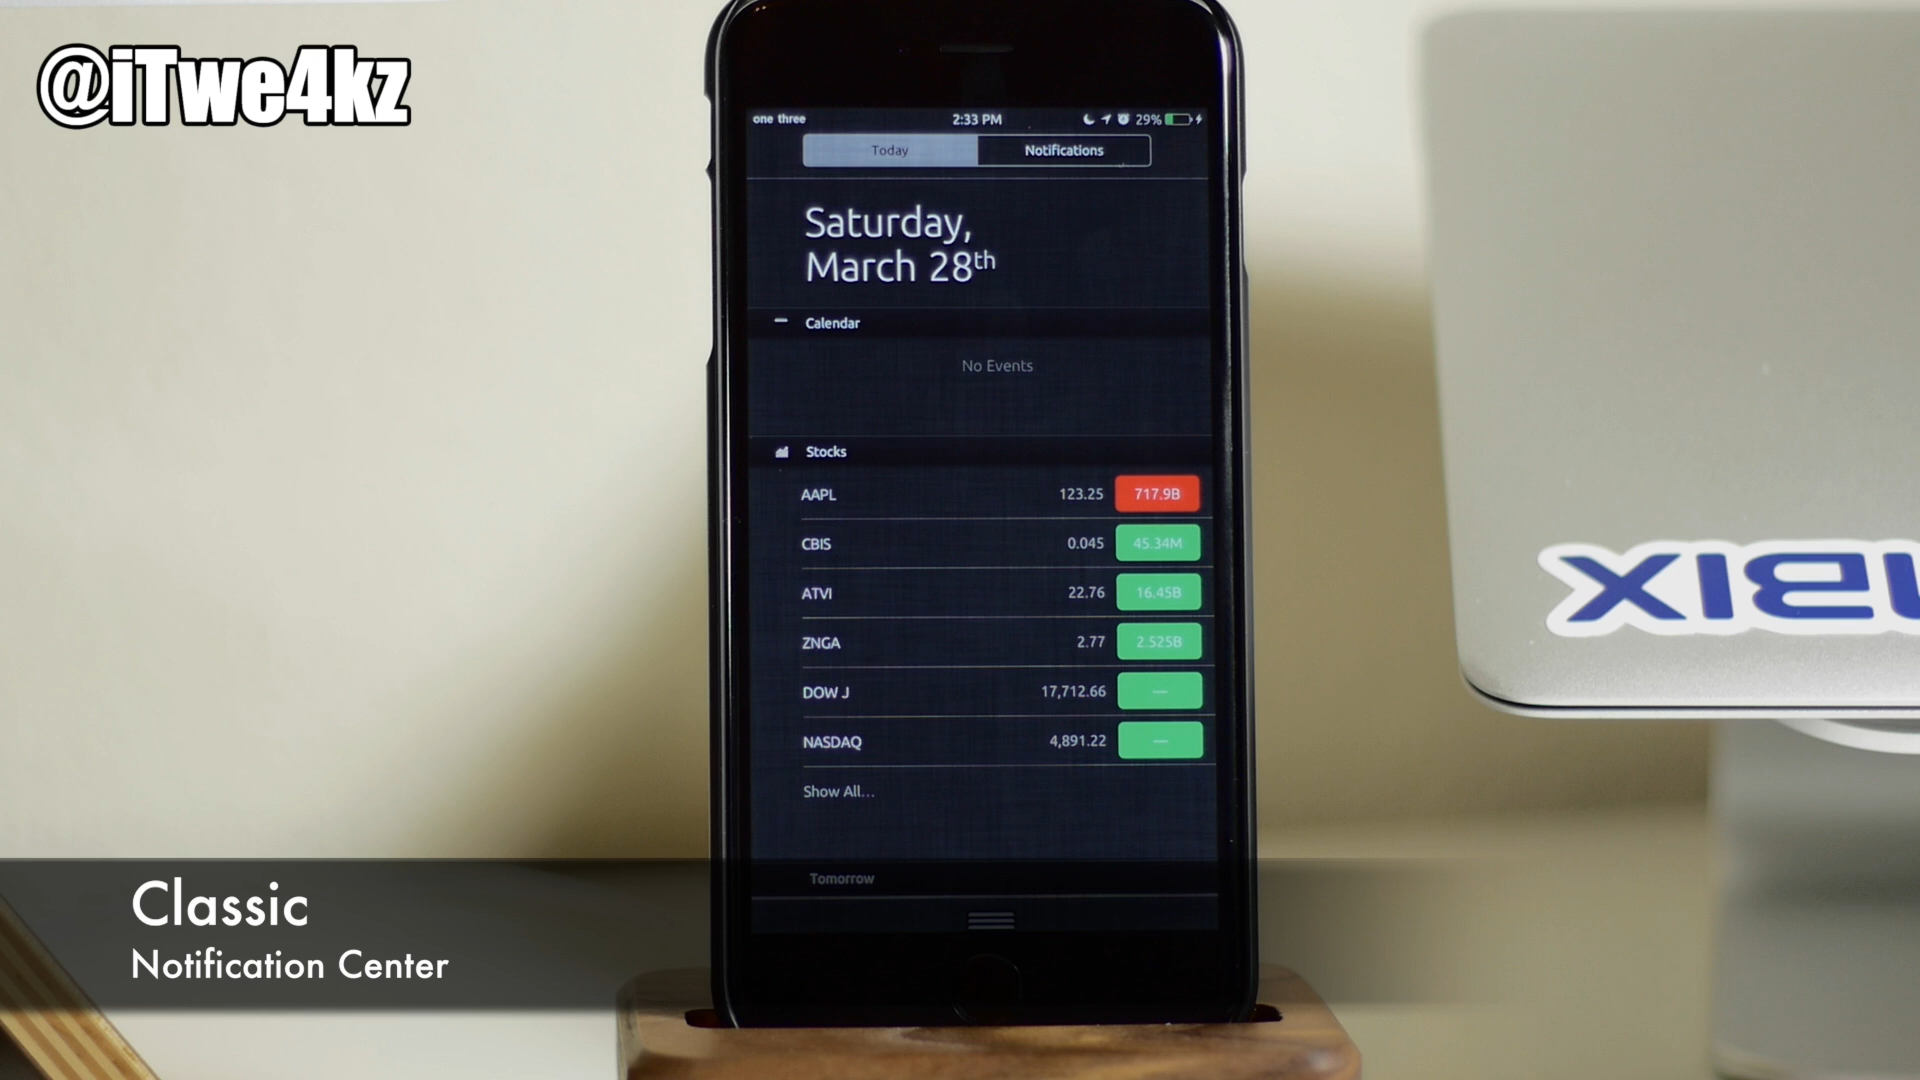 @iTwe4kz
one three 2:33 PM 29%
Today Notifications
Saturday,
March 28th
Calendar
No Events
Stocks
AAPL 123.25 717.9B
CBIS 0.045 45.34M
ATVI 22.76 16.45B
ZNGA 2.77 2.525B
DOW J 17,712.66 —
NASDAQ 4,891.22 —
Show All...
Tomorrow
Classic
Notification Center